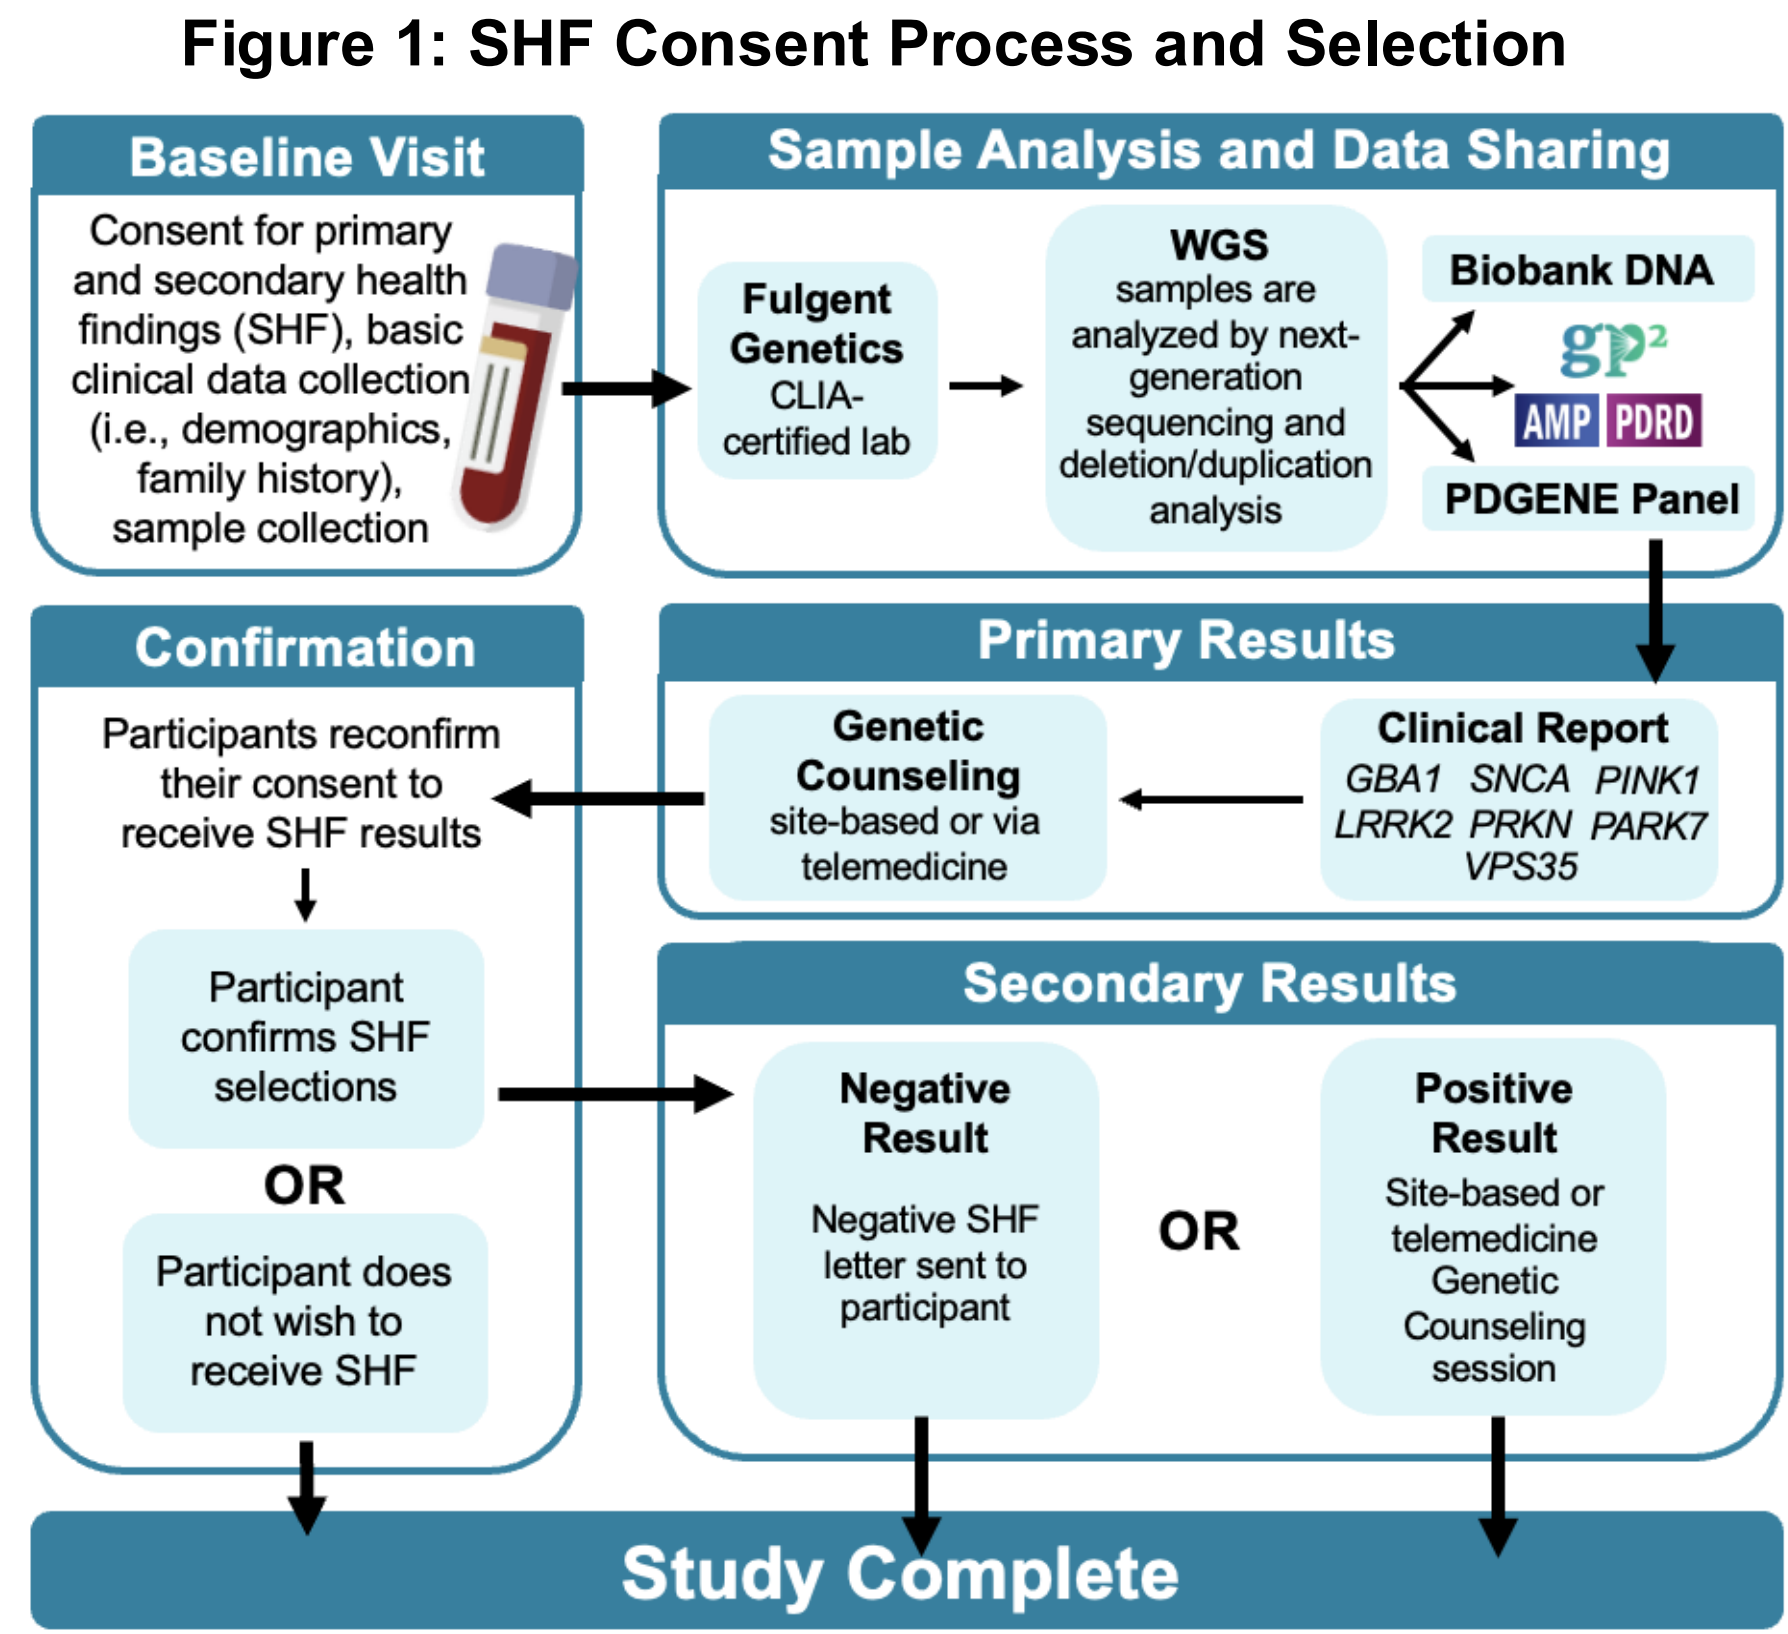 Figure 1: SHF Consent Process and Selection
Baseline Visit
Consent for primary
and secondary health
findings (SHF), basic
clinical data collection
(i.e., demographics,
family history),
sample collection
Sample Analysis and Data Sharing
Fulgent
Genetics
CLIA-
certified lab
WGS
samples are
analyzed by next-
generation
sequencing and
deletion/duplication
analysis
Biobank DNA
gp2
AMP PDRD
PDGENE Panel
Primary Results
Clinical Report
GBA1 SNCA PINK1
LRRK2 PRKN PARK7
VPS35
Genetic
Counseling
site-based or via
telemedicine
Confirmation
Participants reconfirm
their consent to
receive SHF results
Participant
confirms SHF
selections
OR
Participant does
not wish to
receive SHF
Secondary Results
Negative
Result
Negative SHF
letter sent to
participant
OR
Positive
Result
Site-based or
telemedicine
Genetic
Counseling
session
Study Complete